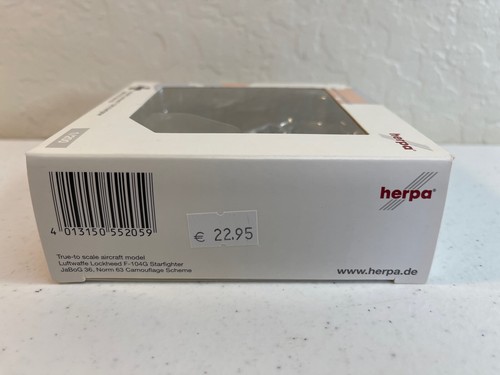 herpa
herpa®
4 013150 552059
€ 22.95
True-to scale aircraft model
Luftwaffe Lockheed F-104G Starfighter
JaBoG 36, Norm 83 Camouflage Scheme
www.herpa.de